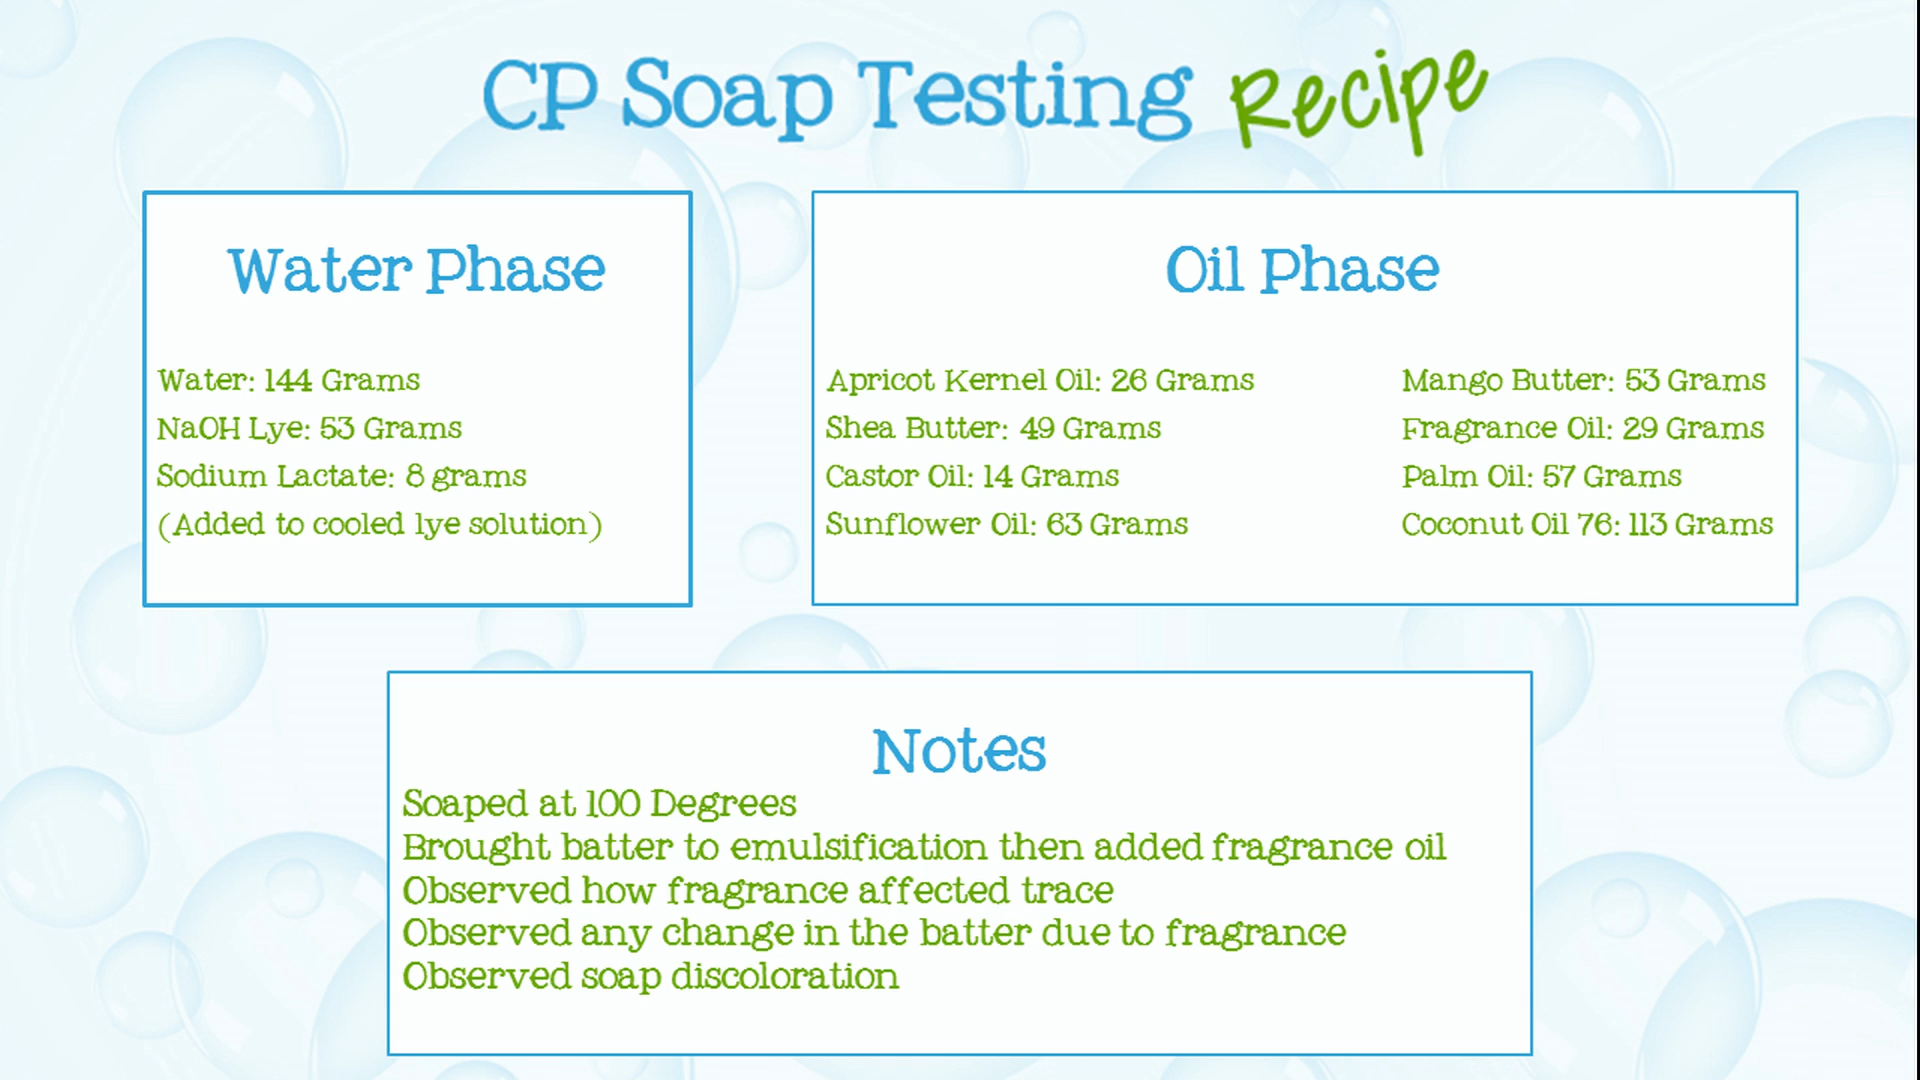 CP Soap Testing Recipe
Water Phase
Water: 144 Grams
NaOH Lye: 53 Grams
Sodium Lactate: 8 grams
(Added to cooled lye solution)
Oil Phase
Apricot Kernel Oil: 26 Grams
Shea Butter: 49 Grams
Castor Oil: 14 Grams
Sunflower Oil: 63 Grams
Mango Butter: 53 Grams
Fragrance Oil: 29 Grams
Palm Oil: 57 Grams
Coconut Oil 76: 113 Grams
Notes
Soaped at 100 Degrees
Brought batter to emulsification then added fragrance oil
Observed how fragrance affected trace
Observed any change in the batter due to fragrance
Observed soap discoloration